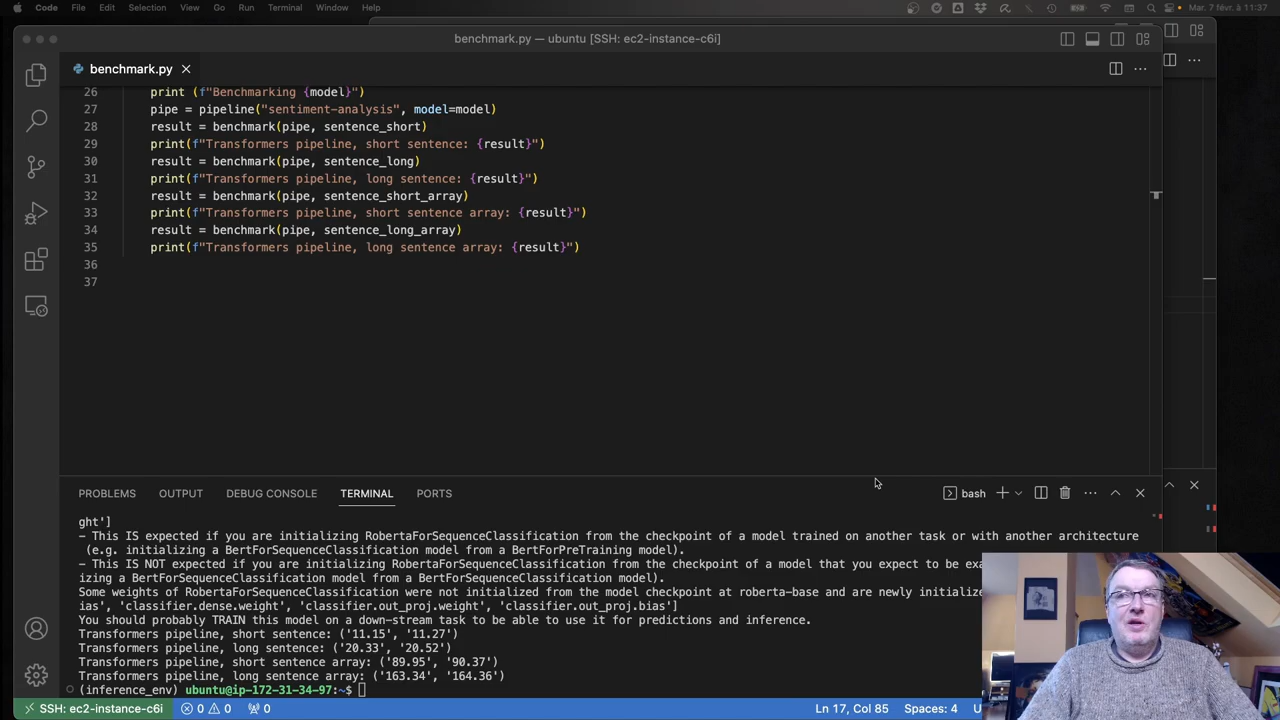 Code File Edit Selection View Go Run Terminal Window Help Mar. 7 févr à 11:37
benchmark.py — ubuntu [SSH: ec2-instance-c6i]
benchmark.py
26 print (f"Benchmarking {model}")
27 pipe = pipeline("sentiment-analysis", model=model)
28 result = benchmark(pipe, sentence_short)
29 print(f"Transformers pipeline, short sentence: {result}")
30 result = benchmark(pipe, sentence_long)
31 print(f"Transformers pipeline, long sentence: {result}")
32 result = benchmark(pipe, sentence_short_array)
33 print(f"Transformers pipeline, short sentence array: {result}")
34 result = benchmark(pipe, sentence_long_array)
35 print(f"Transformers pipeline, long sentence array: {result}")
36
37
PROBLEMS OUTPUT DEBUG CONSOLE TERMINAL PORTS bash
ght']
- This IS expected if you are initializing RobertaForSequenceClassification from the checkpoint of a model trained on another task or with another architecture
(e.g. initializing a BertForSequenceClassification model from a BertForPreTraining model).
- This IS NOT expected if you are initializing RobertaForSequenceClassification from the checkpoint of a model that you expect to be exa
izing a BertForSequenceClassification model from a BertForSequenceClassification model).
Some weights of RobertaForSequenceClassification were not initialized from the model checkpoint at roberta-base and are newly initialize
ias', 'classifier.dense.weight', 'classifier.out_proj.weight', 'classifier.out_proj.bias']
You should probably TRAIN this model on a down-stream task to be able to use it for predictions and inference.
Transformers pipeline, short sentence: ('11.15', '11.27')
Transformers pipeline, long sentence: ('20.33', '20.52')
Transformers pipeline, short sentence array: ('89.95', '90.37')
Transformers pipeline, long sentence array: ('163.34', '164.36')
(inference_env) ubuntu@ip-172-31-34-97:~$
SSH: ec2-instance-c6i 0 0 0 Ln 17, Col 85 Spaces: 4 U